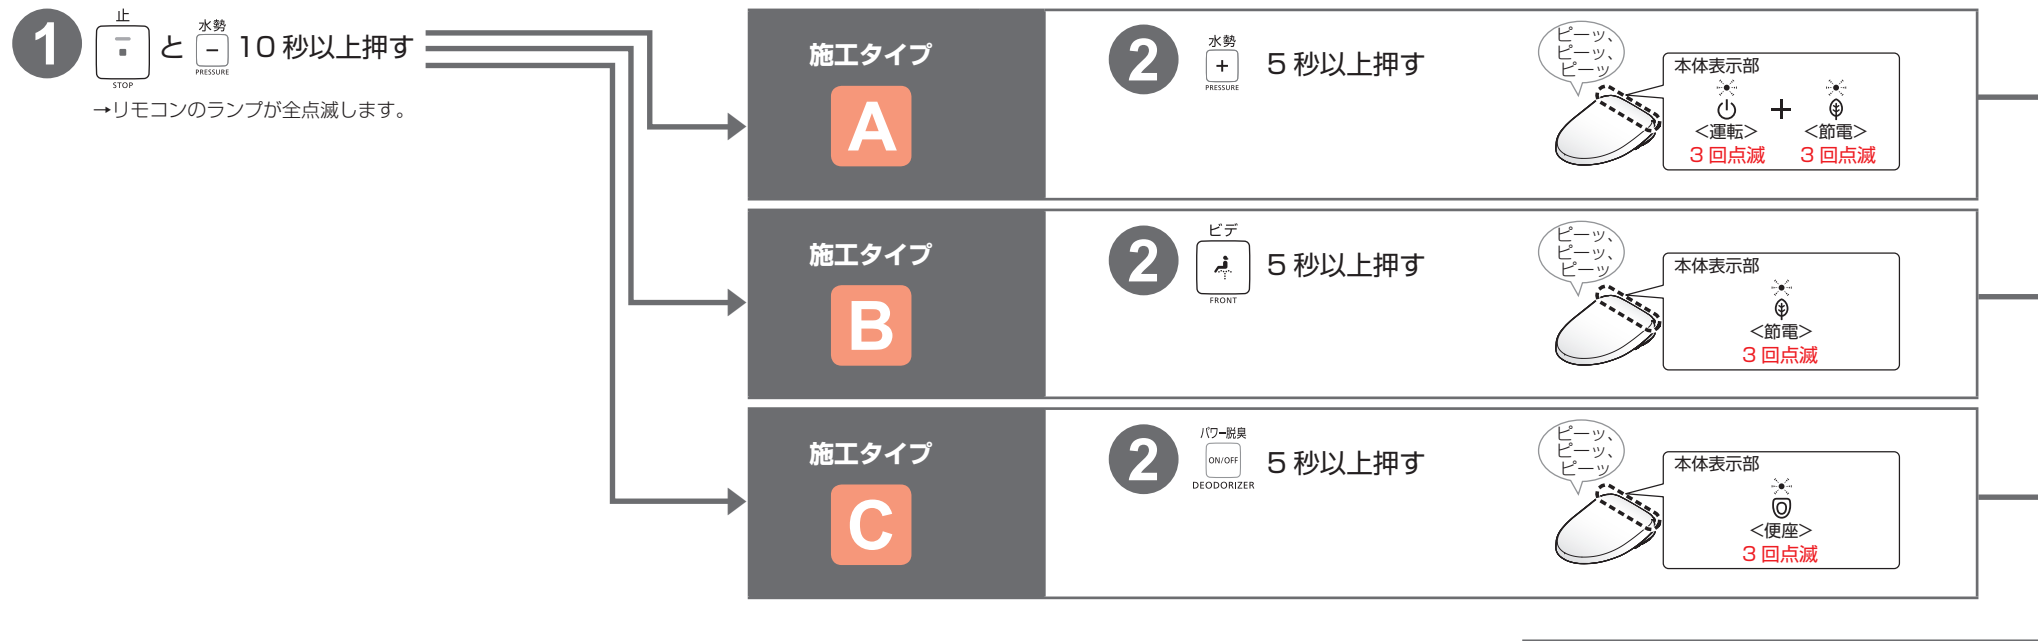 1
止
STOP
と
水勢
−
PRESSURE
10 秒以上押す
→リモコンのランプが全点滅します。
施工タイプ
A
2
水勢
+
PRESSURE
5 秒以上押す
ピーッ、
ピーッ、
ピーッ
本体表示部
+
<運転>
<節電>
3 回点滅
3 回点滅
施工タイプ
B
2
ビデ
FRONT
5 秒以上押す
ピーッ、
ピーッ、
ピーッ
本体表示部
<節電>
3 回点滅
施工タイプ
C
2
パワー脱臭
ON/OFF
DEODORIZER
5 秒以上押す
ピーッ、
ピーッ、
ピーッ
本体表示部
<便座>
3 回点滅